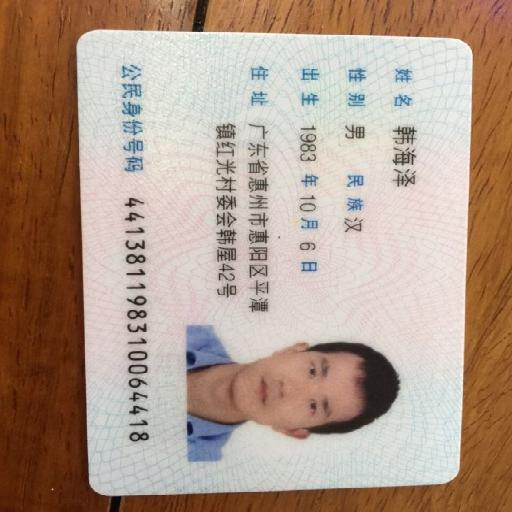 姓名 韩海泽
性别 男 民族 汉
出生 1983 年 10 月 6 日
住址 广东省惠州市惠阳区平潭
镇红光村委会韩屋42号
公民身份号码 441381198310064418